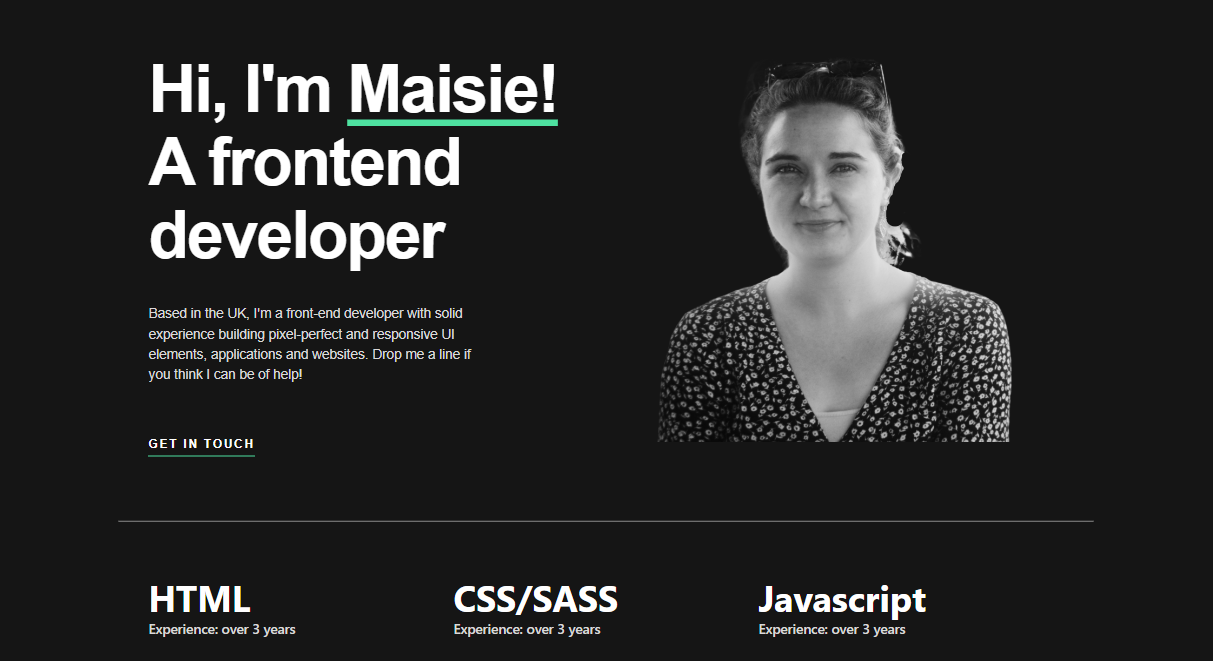 Hi, I'm Maisie!
A frontend
developer
Based in the UK, I'm a front-end developer with solid
experience building pixel-perfect and responsive UI
elements, applications and websites. Drop me a line if
you think I can be of help!
GET IN TOUCH
HTML
Experience: over 3 years
CSS/SASS
Experience: over 3 years
Javascript
Experience: over 3 years